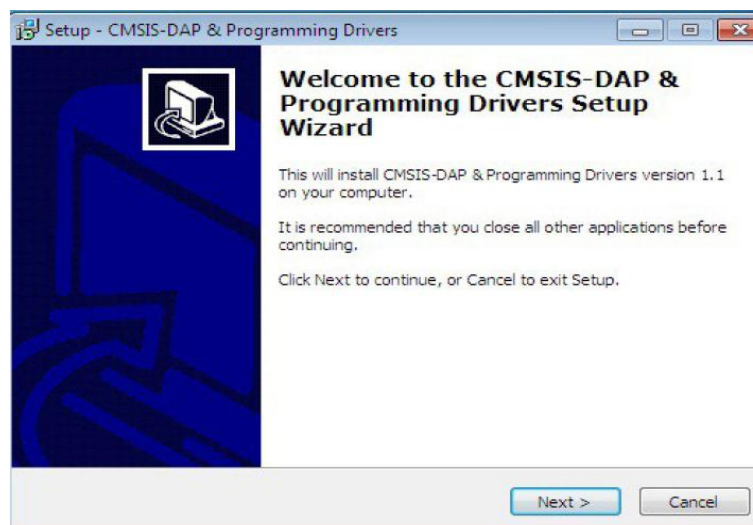 Setup - CMSIS-DAP & Programming Drivers
Welcome to the CMSIS-DAP &
Programming Drivers Setup
Wizard
This will install CMSIS-DAP & Programming Drivers version 1.1
on your computer.
It is recommended that you close all other applications before
continuing.
Click Next to continue, or Cancel to exit Setup.
Next >
Cancel